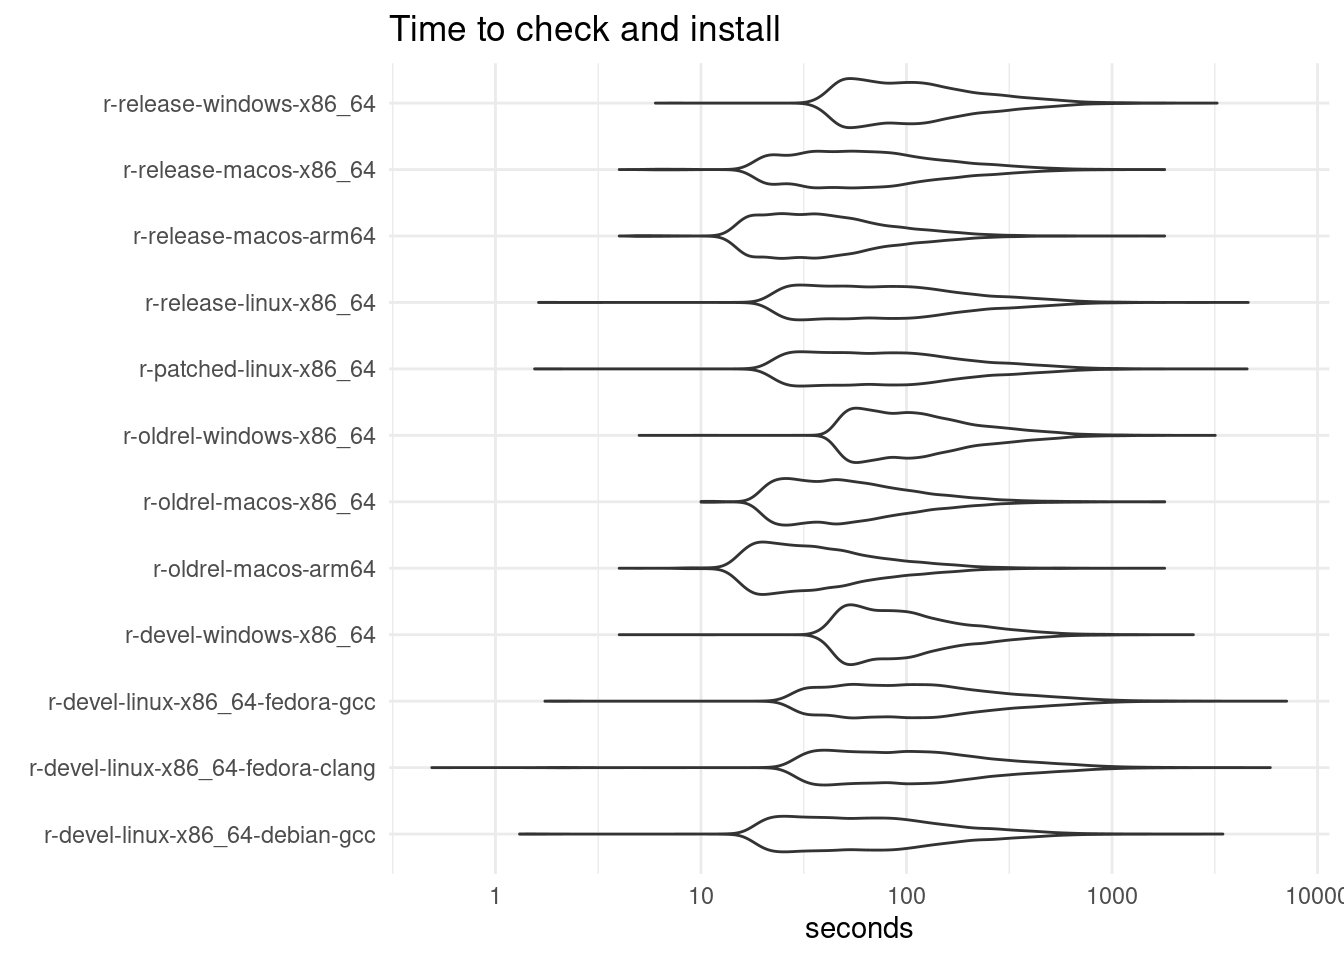 Time to check and install
r-release-windows-x86_64
r-release-macos-x86_64
r-release-macos-arm64
r-release-linux-x86_64
r-patched-linux-x86_64
r-oldrel-windows-x86_64
r-oldrel-macos-x86_64
r-oldrel-macos-arm64
r-devel-windows-x86_64
r-devel-linux-x86_64-fedora-gcc
r-devel-linux-x86_64-fedora-clang
r-devel-linux-x86_64-debian-gcc
1 10 100 1000 10000
seconds